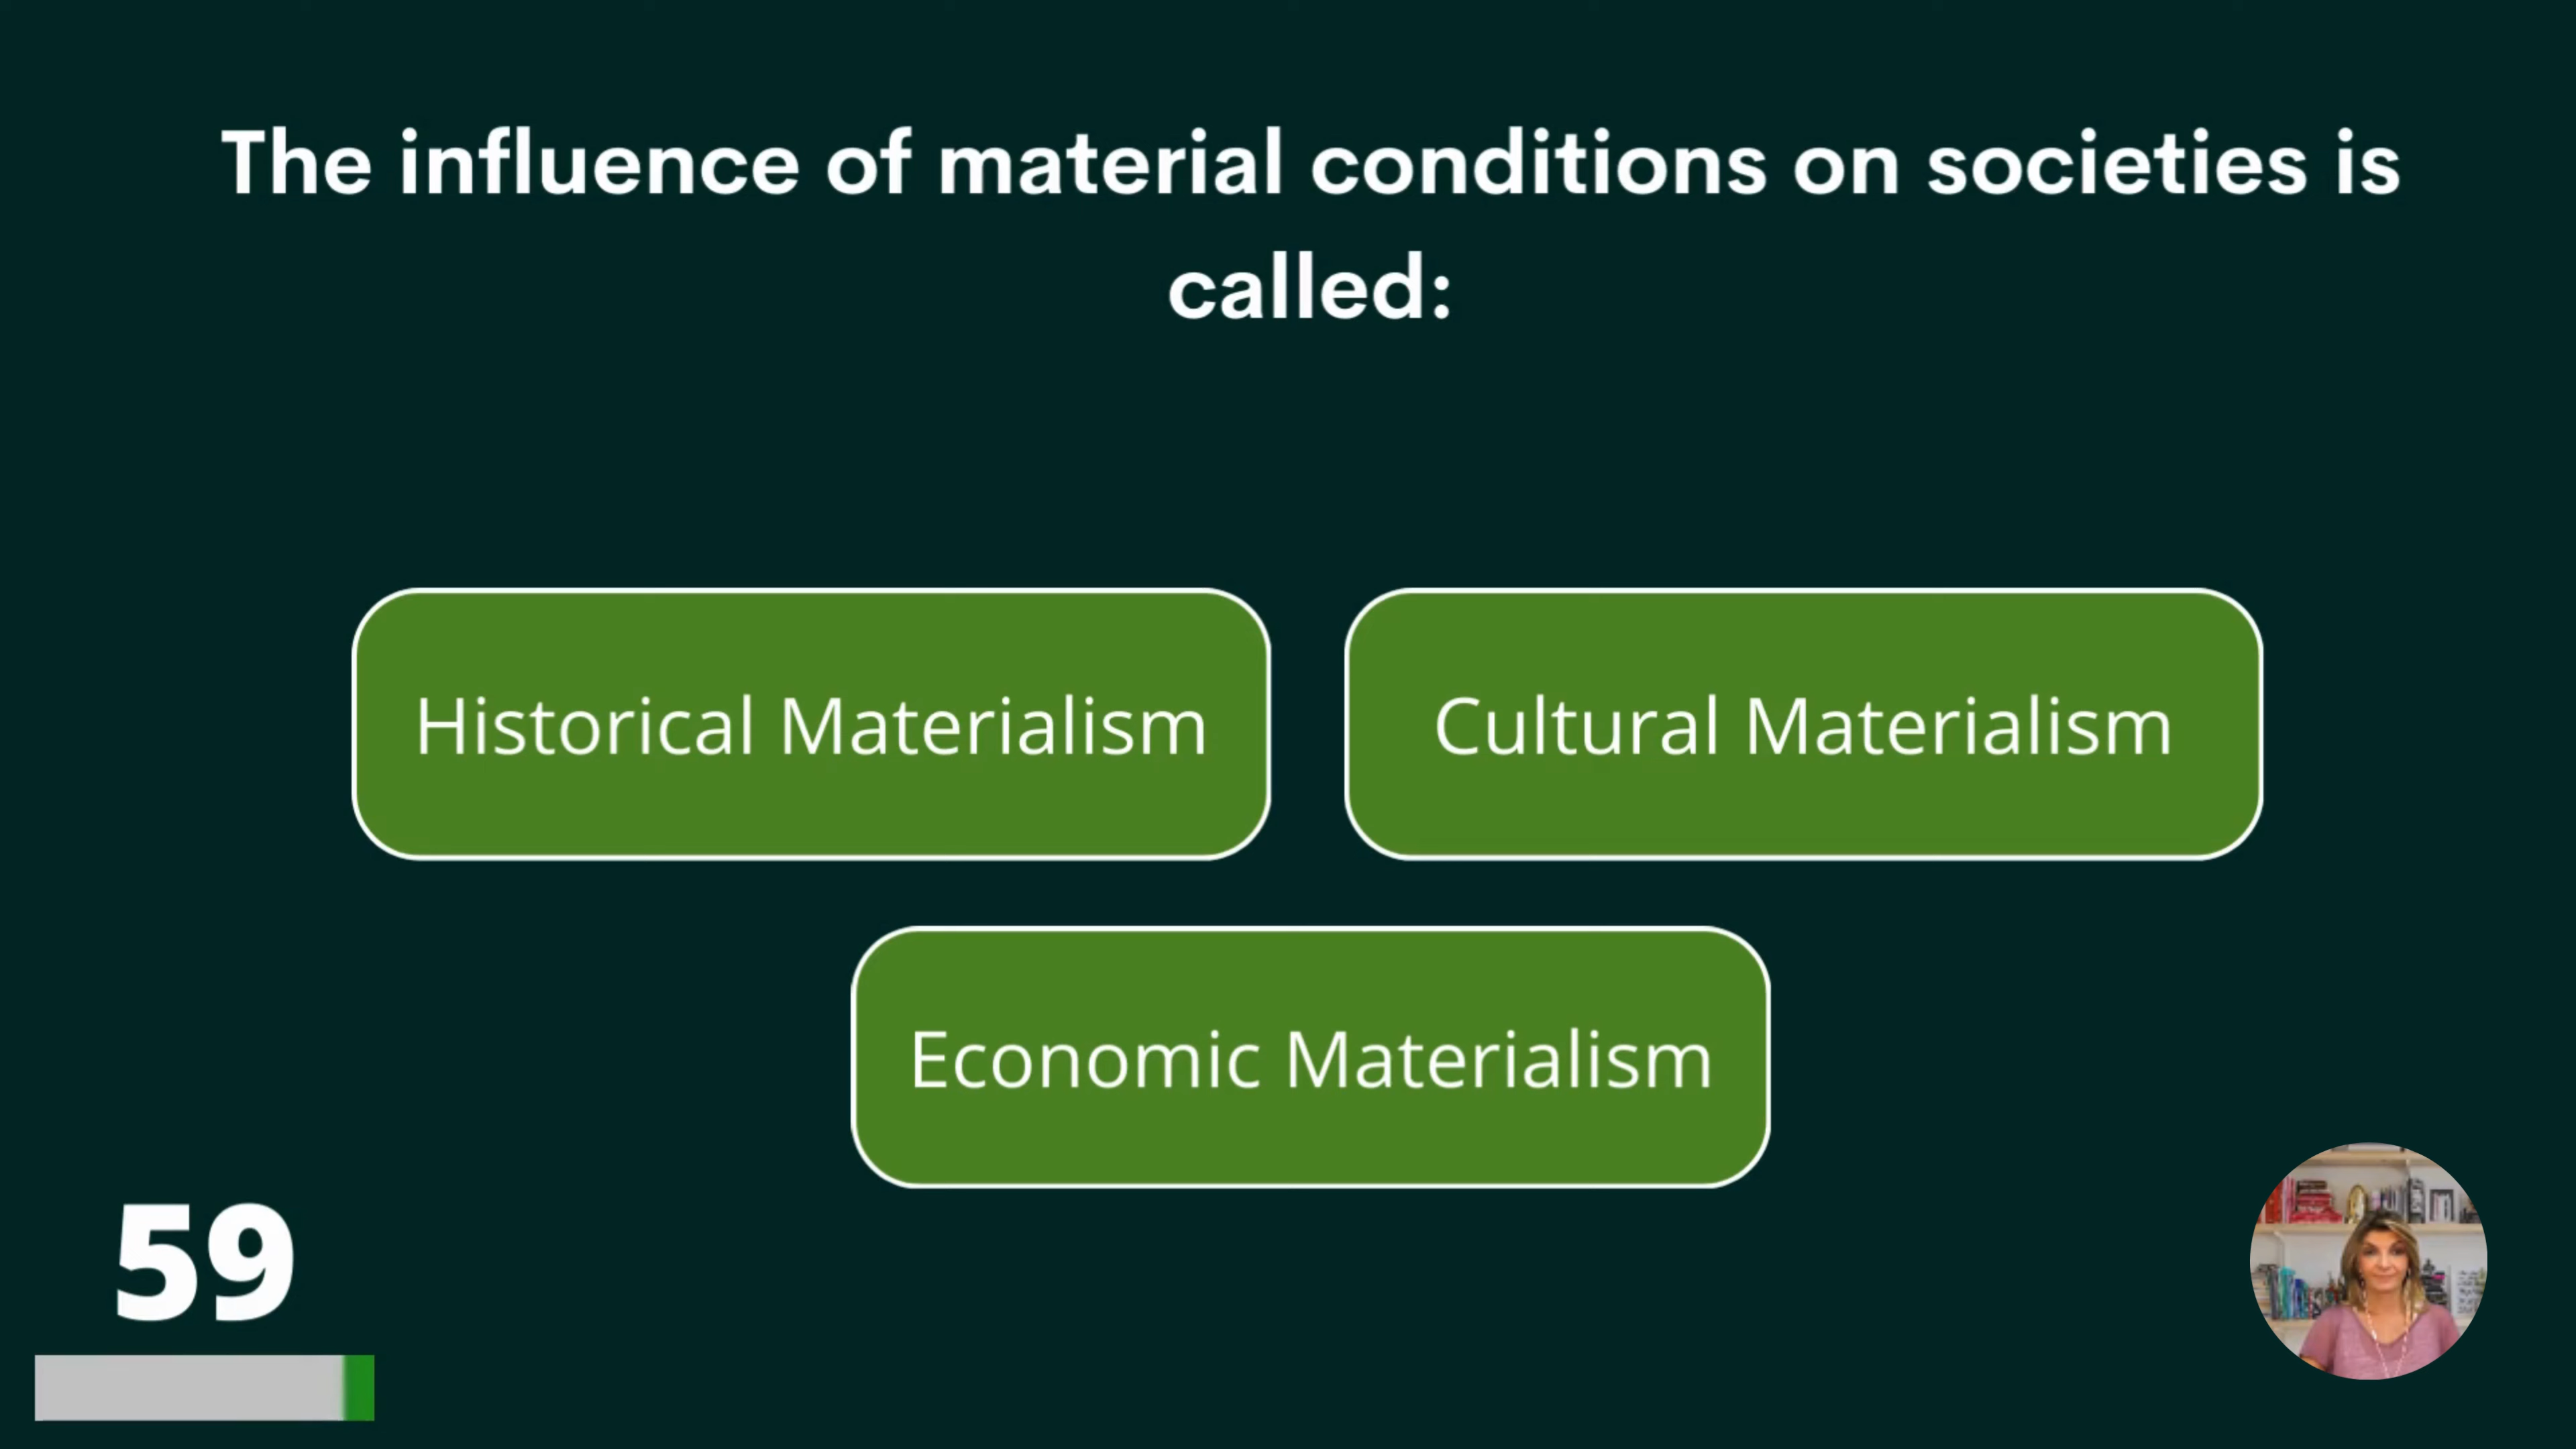 The influence of material conditions on societies is
called:
Historical Materialism
Cultural Materialism
Economic Materialism
59